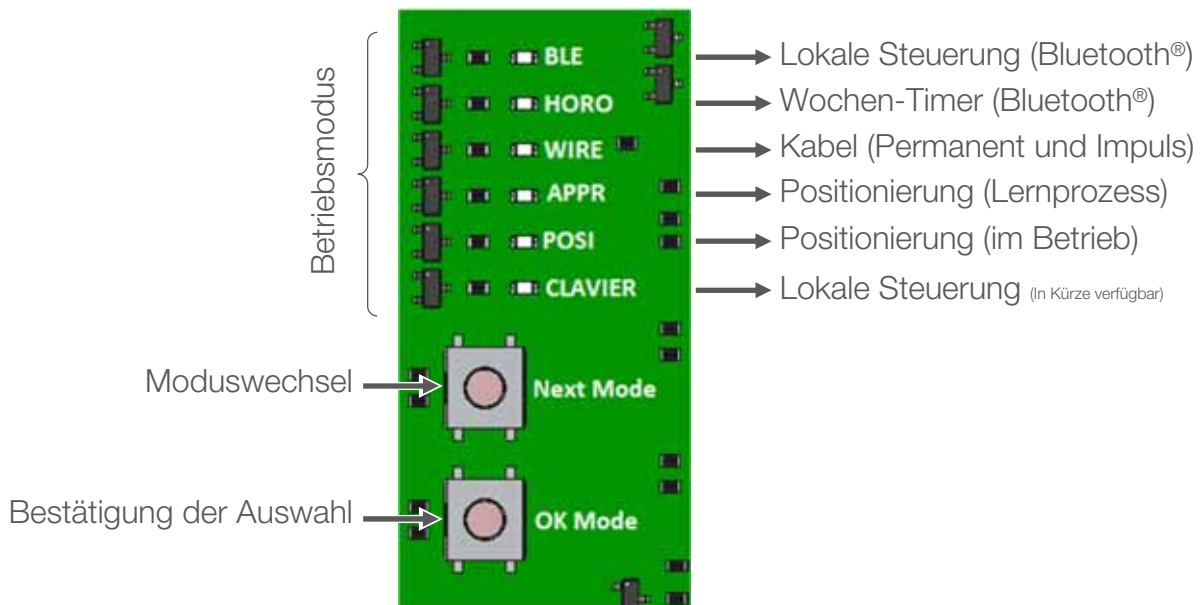 Betriebsmodus
BLE
Lokale Steuerung (Bluetooth®)
HORO
Wochen-Timer (Bluetooth®)
WIRE
Kabel (Permanent und Impuls)
APPR
Positionierung (Lernprozess)
POSI
Positionierung (im Betrieb)
CLAVIER
Lokale Steuerung (In Kürze verfügbar)
Moduswechsel
Next Mode
Bestätigung der Auswahl
OK Mode